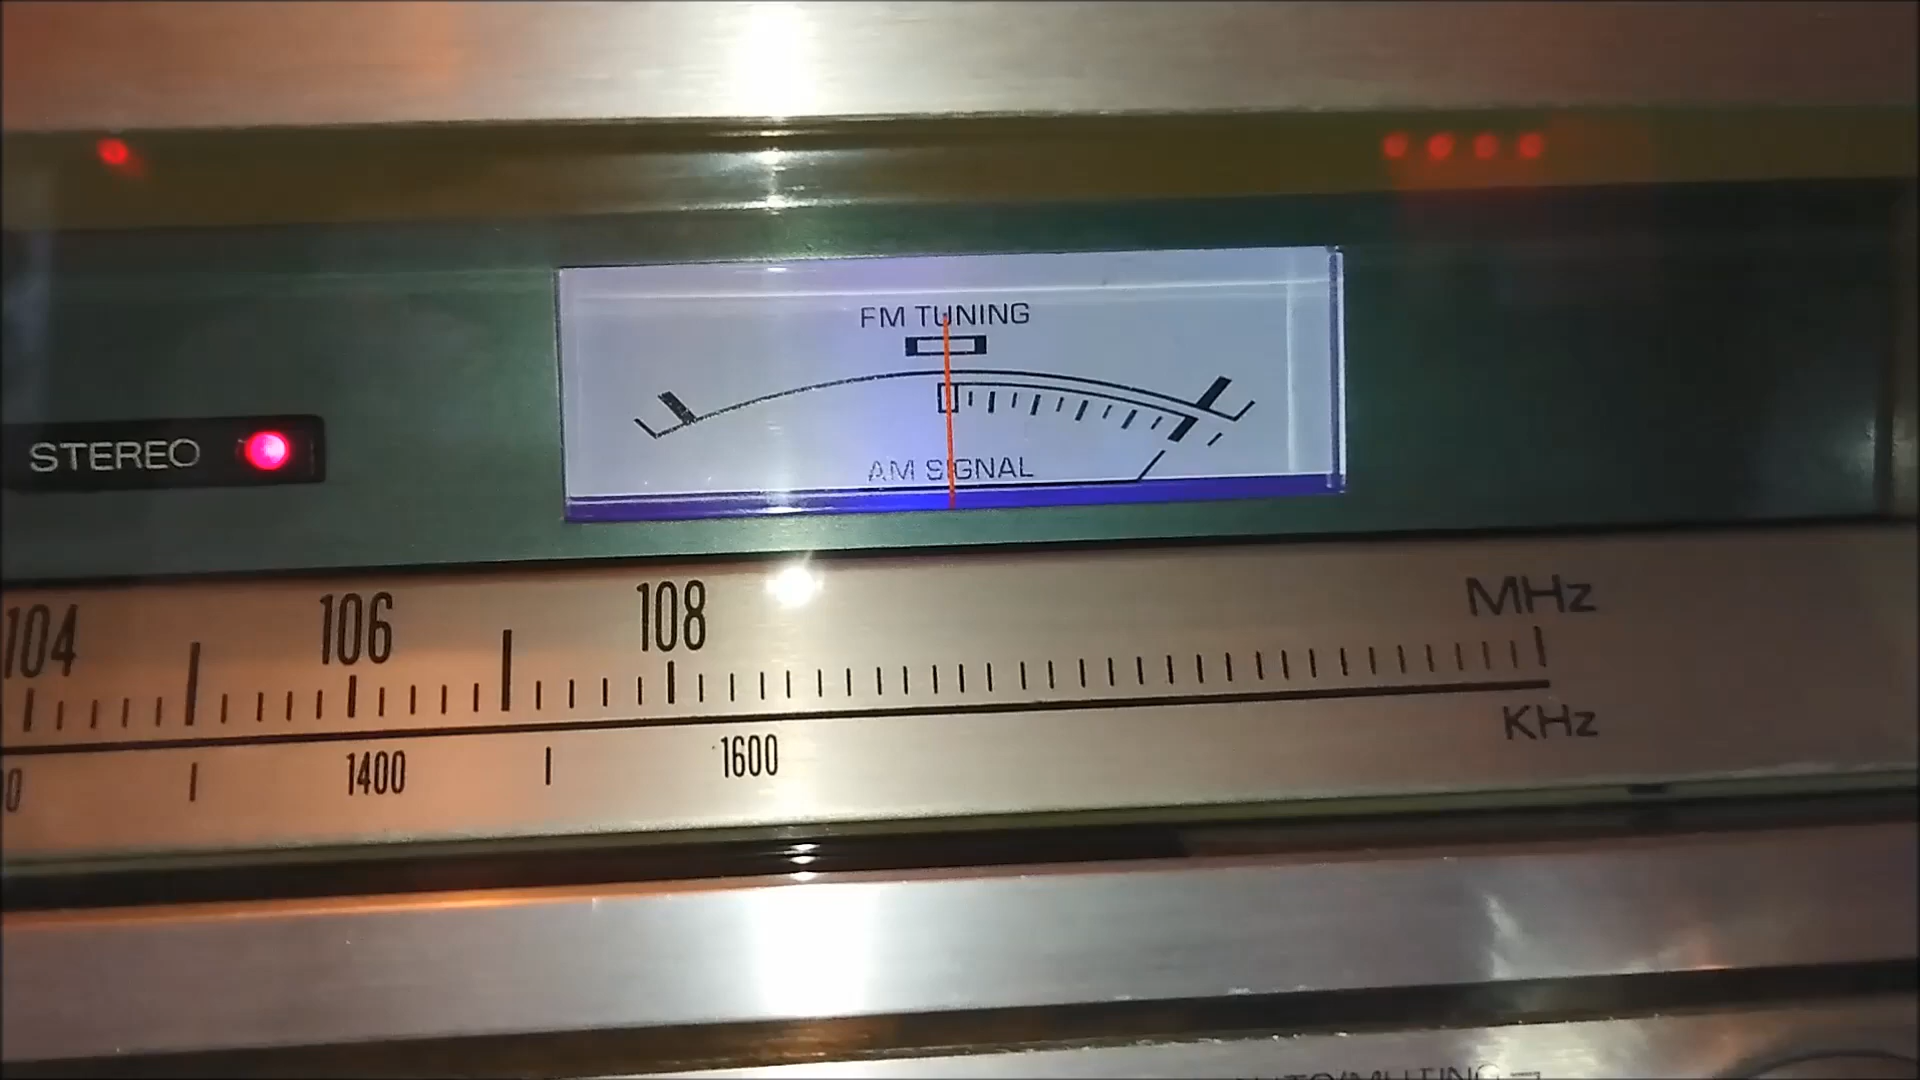 FM TUNING
STEREO
AM SIGNAL
104 106 108 MHz
1400 1600 KHz